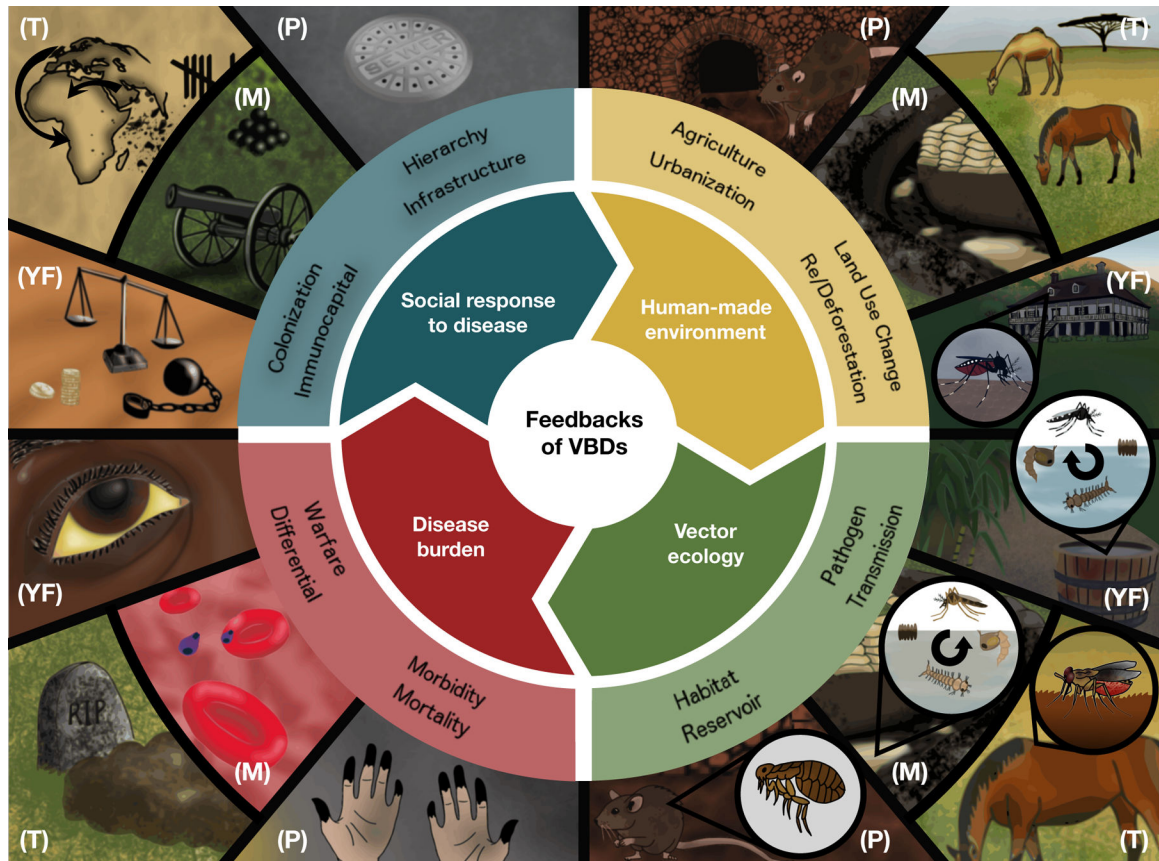 (T)
(P)
(P)
(T)
(M)
(M)
SEWER
Hierarchy
Infrastructure
Agriculture
Urbanization
Colonization
Immunocapital
Land Use Change
Re/Deforestation
(YF)
(YF)
Social response
to disease
Human-made
environment
Feedbacks
of VBDs
Disease
burden
Vector
ecology
Warfare
Differential
Pathogen
Transmission
(YF)
(YF)
Morbidity
Mortality
Habitat
Reservoir
RIP
(M)
(M)
(T)
(P)
(P)
(T)